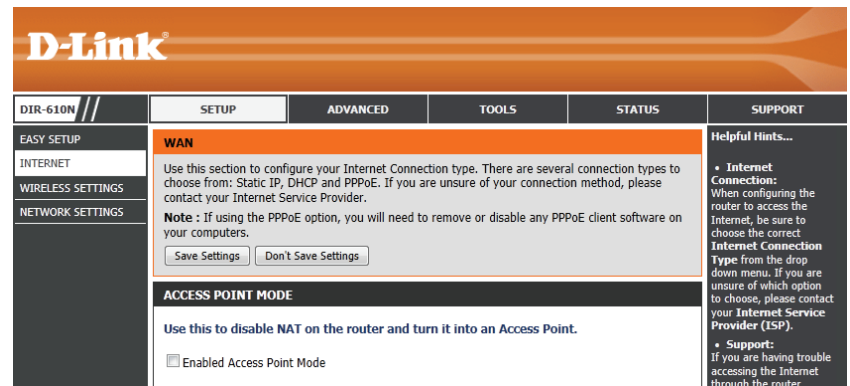 D-Link
DIR-610N // SETUP ADVANCED TOOLS STATUS SUPPORT
EASY SETUP
INTERNET
WIRELESS SETTINGS
NETWORK SETTINGS
WAN
Use this section to configure your Internet Connection type. There are several connection types to
choose from: Static IP, DHCP and PPPoE. If you are unsure of your connection method, please
contact your Internet Service Provider.
Note : If using the PPPoE option, you will need to remove or disable any PPPoE client software on
your computers.
Save Settings Don't Save Settings
ACCESS POINT MODE
Use this to disable NAT on the router and turn it into an Access Point.
Enabled Access Point Mode
Helpful Hints...
• Internet
Connection:
When configuring the
router to access the
Internet, be sure to
choose the correct
Internet Connection
Type from the drop
down menu. If you are
unsure of which option
to choose, please contact
your Internet Service
Provider (ISP).
• Support:
If you are having trouble
accessing the Internet
through the router